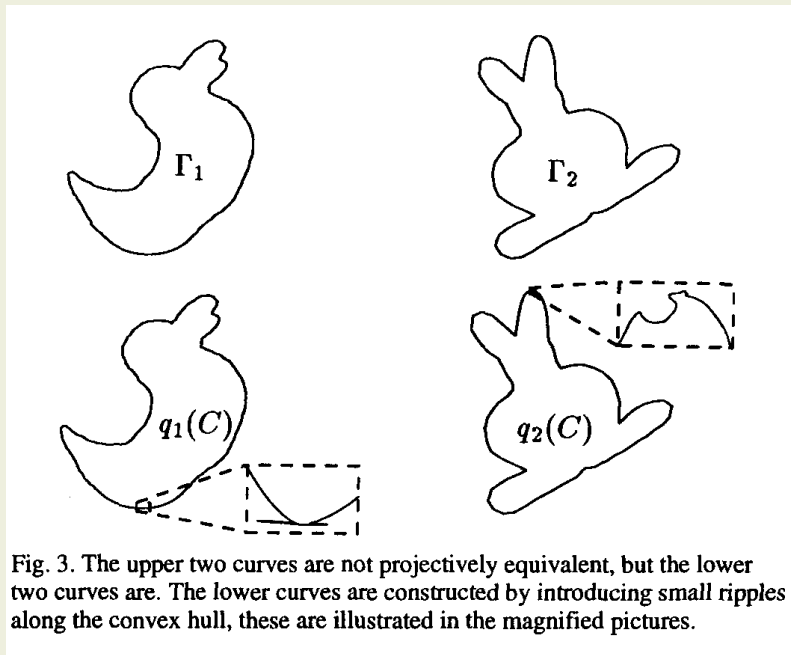 Γ₁
Γ₂
q₁(C)
q₂(C)
Fig. 3. The upper two curves are not projectively equivalent, but the lower
two curves are. The lower curves are constructed by introducing small ripples
along the convex hull, these are illustrated in the magnified pictures.